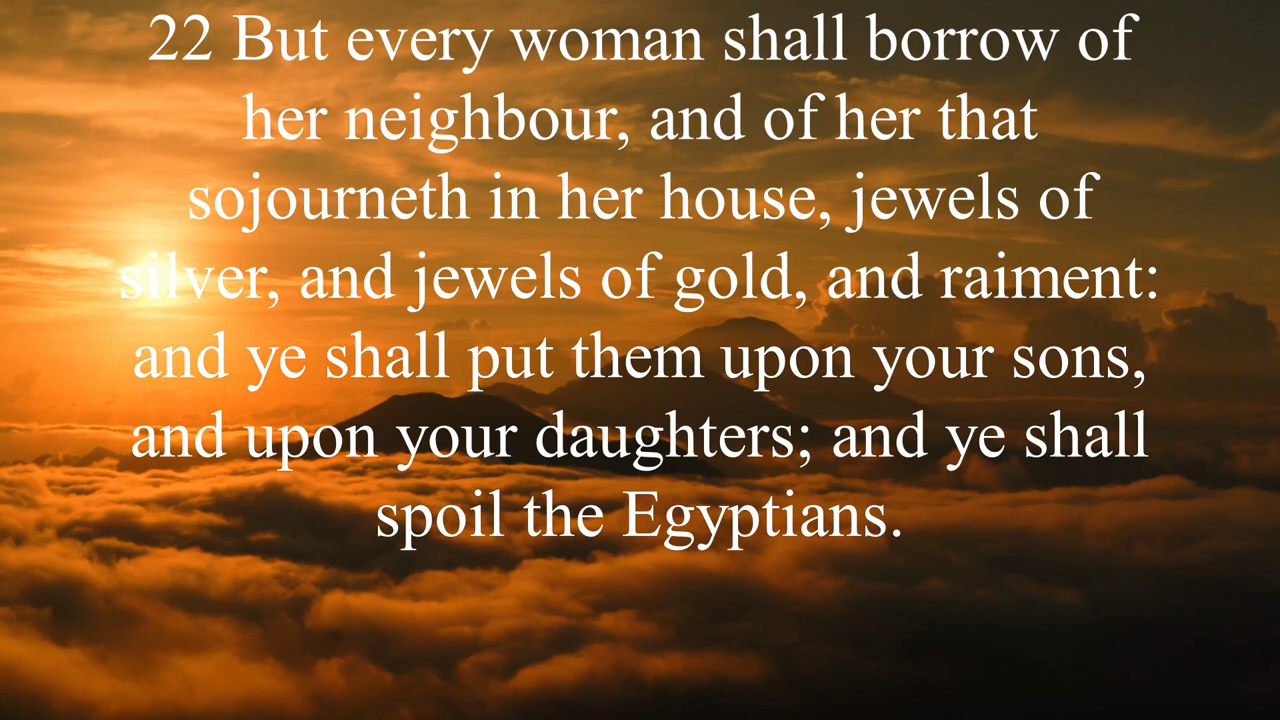 22 But every woman shall borrow of
her neighbour, and of her that
sojourneth in her house, jewels of
silver, and jewels of gold, and raiment:
and ye shall put them upon your sons,
and upon your daughters; and ye shall
spoil the Egyptians.